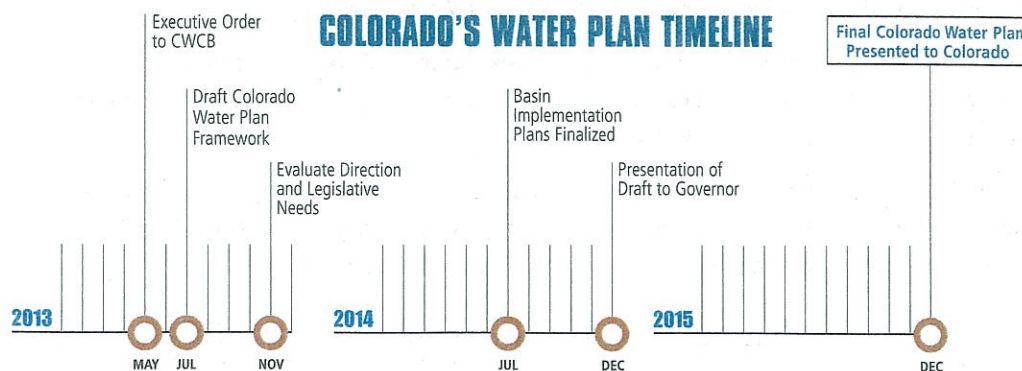 Executive Order
to CWCB
COLORADO'S WATER PLAN TIMELINE
Final Colorado Water Plan
Presented to Colorado
Draft Colorado
Water Plan
Framework
Evaluate Direction
and Legislative
Needs
Basin
Implementation
Plans Finalized
Presentation of
Draft to Governor
2013
MAY
JUL
NOV
2014
JUL
DEC
2015
DEC